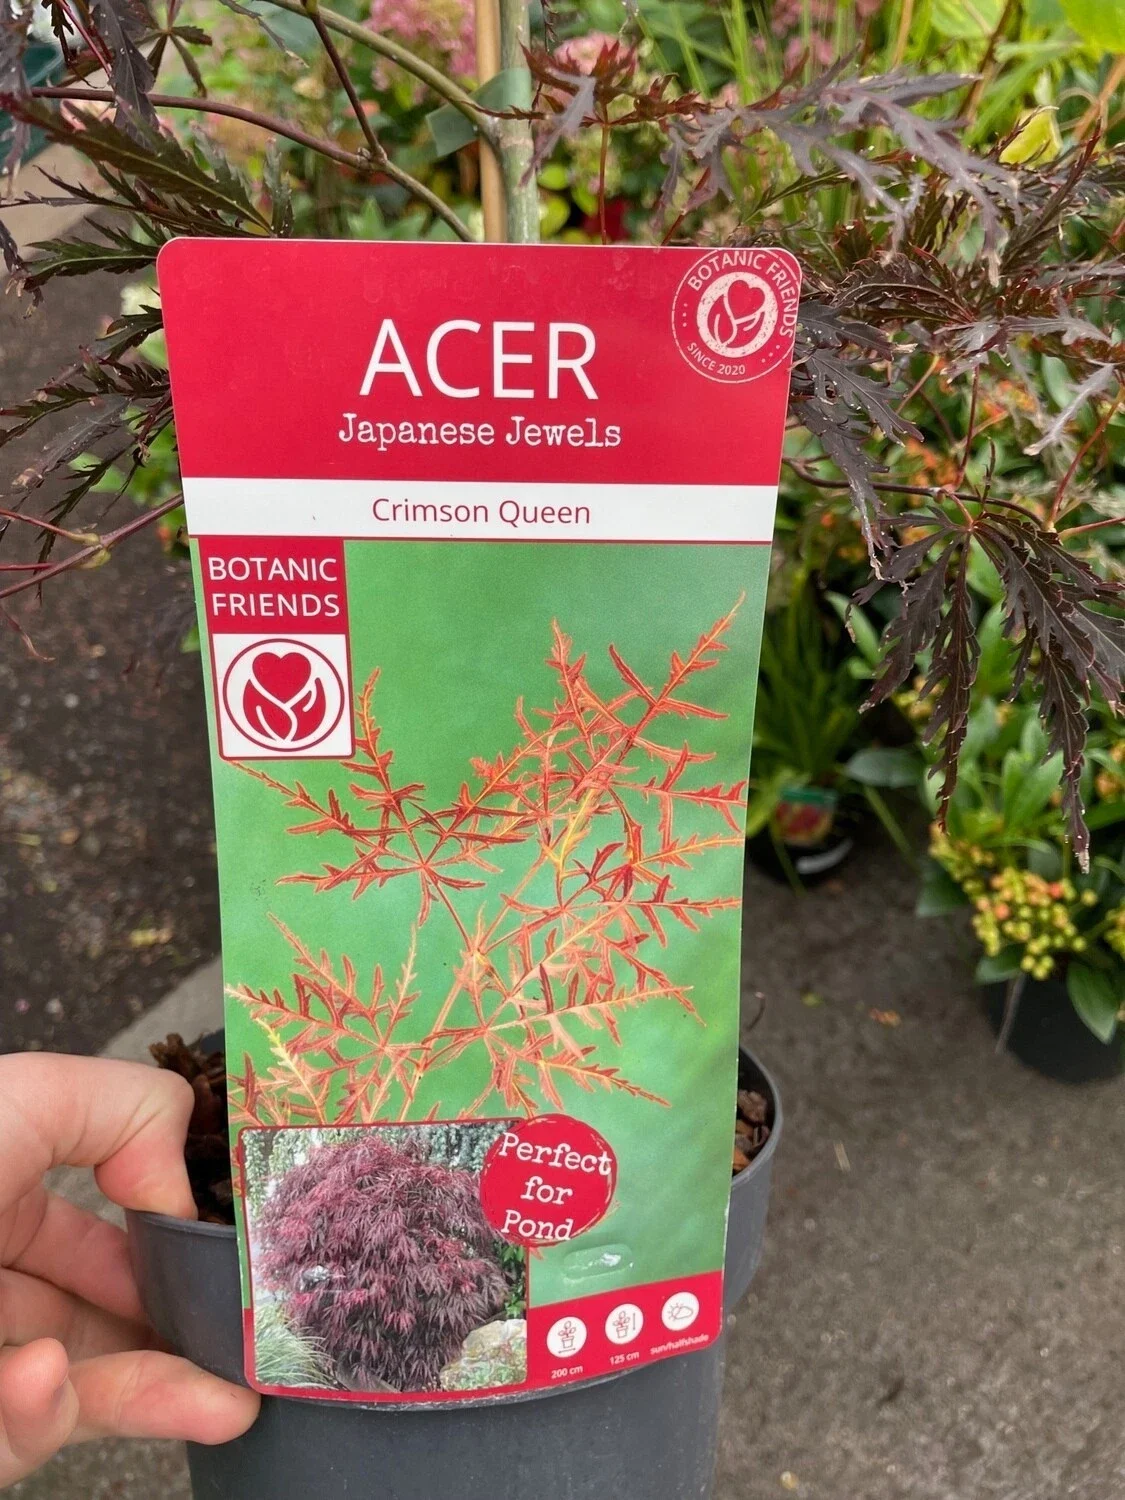 BOTANIC FRIENDS
SINCE 2020
ACER
Japanese Jewels
Crimson Queen
BOTANIC
FRIENDS
Perfect
for
Pond
200 cm
125 cm
sun/halfshade